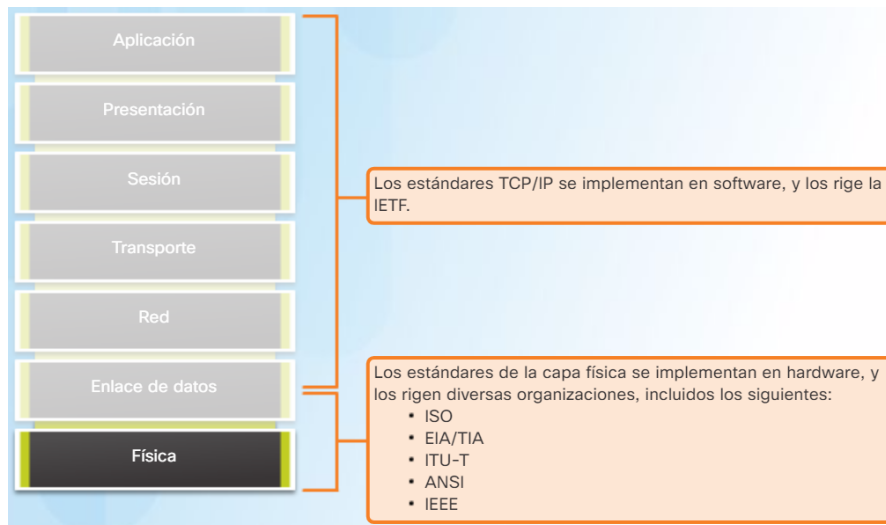 Aplicación
Presentación
Sesión
Los estándares TCP/IP se implementan en software, y los rige la
IETF.
Transporte
Red
Enlace de datos
Los estándares de la capa física se implementan en hardware, y
los rigen diversas organizaciones, incluidos los siguientes:
• ISO
• EIA/TIA
• ITU-T
• ANSI
• IEEE
Física